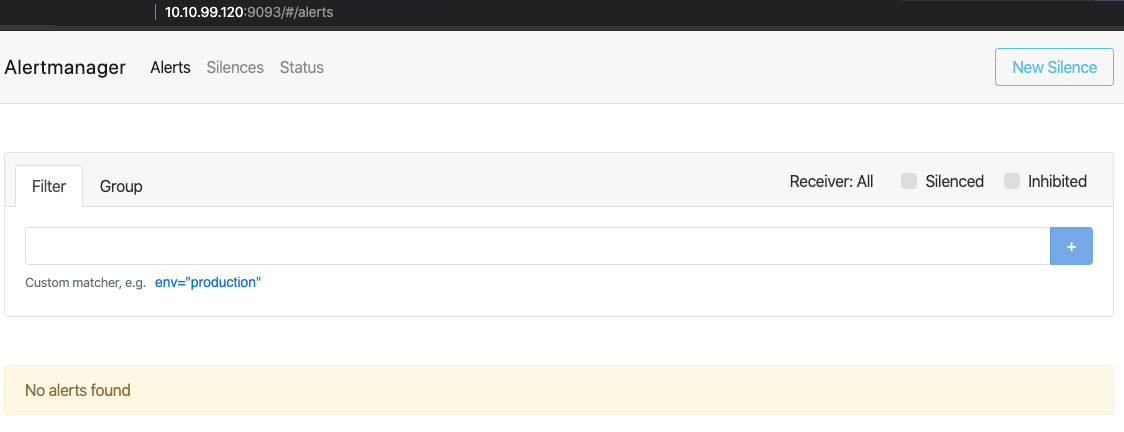 10.10.99.120:9093/#/alerts
Alertmanager Alerts Silences Status New Silence
Filter Group Receiver: All Silenced Inhibited
+
Custom matcher, e.g. env="production"
No alerts found